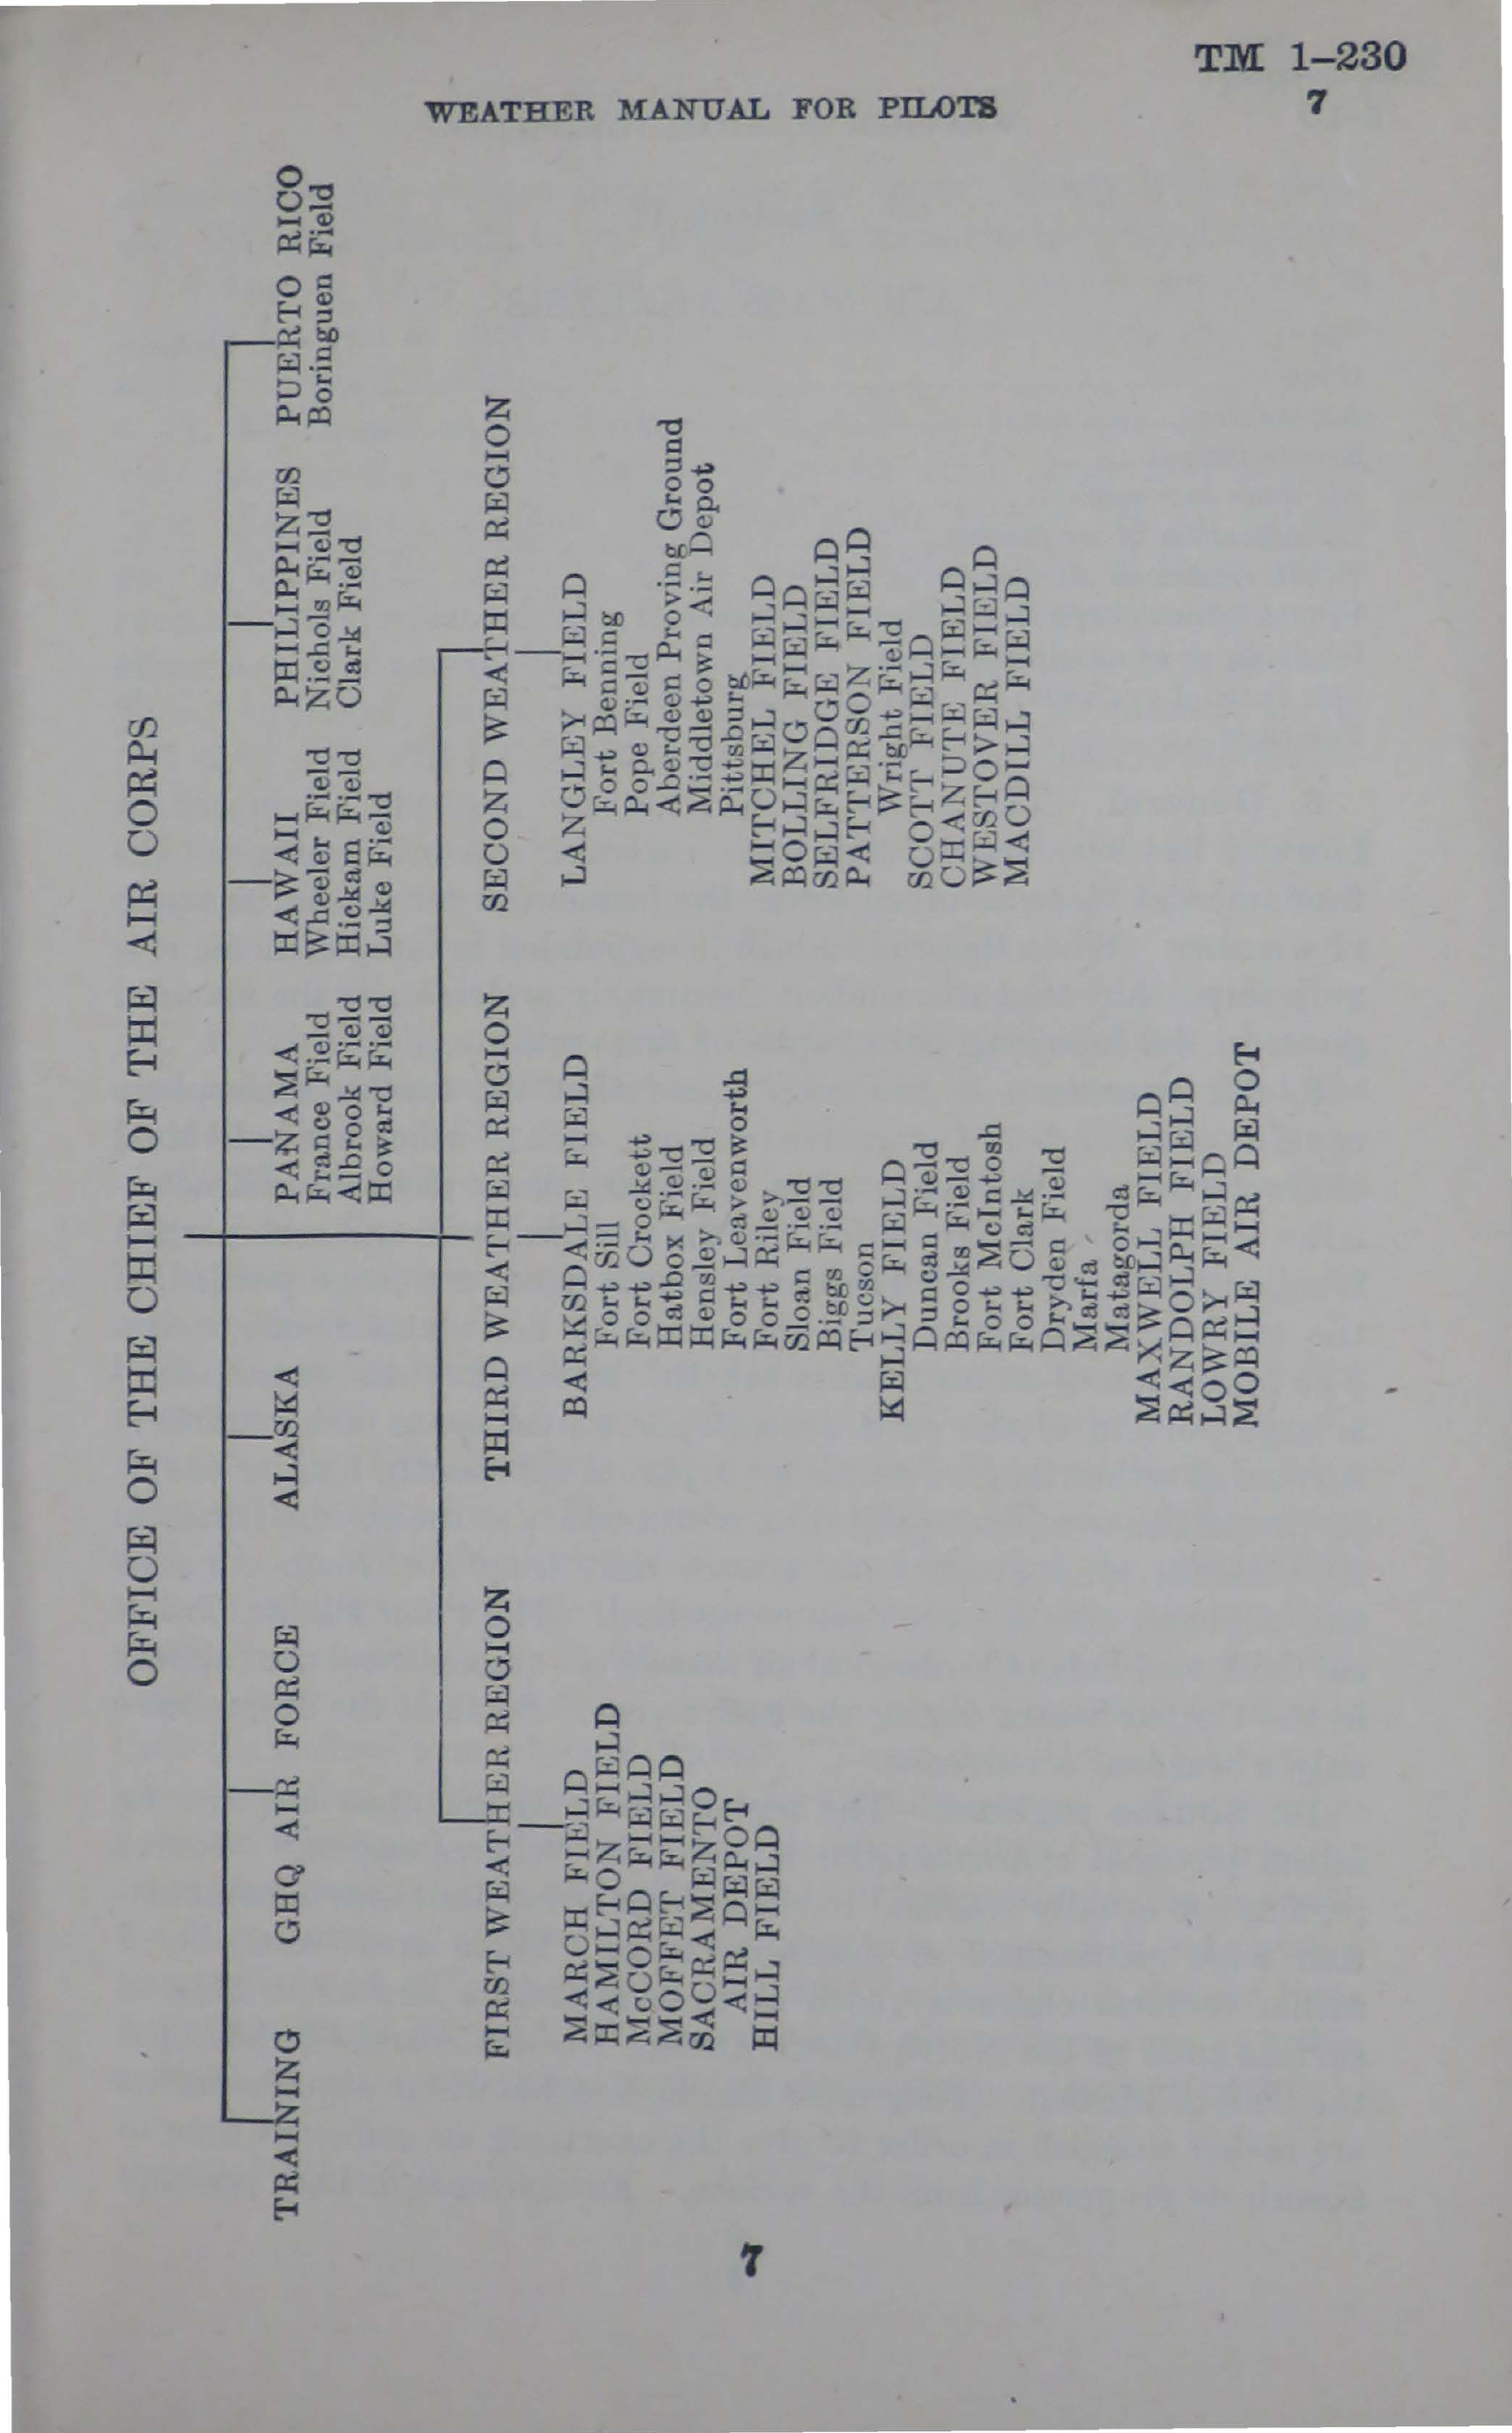 TM 1–230
WEATHER MANUAL FOR PILOTS
7
OFFICE OF THE CHIEF OF THE AIR CORPS
TRAINING
GHQ AIR FORCE
ALASKA
PANAMA
France Field
Albrook Field
Howard Field
HAWAII
Wheeler Field
Hickam Field
Luke Field
PHILIPPINES
Nichols Field
Clark Field
PUERTO RICO
Boringuen Field
FIRST WEATHER REGION
MARCH FIELD
HAMILTON FIELD
McCORD FIELD
MOFFET FIELD
SACRAMENTO
AIR DEPOT
HILL FIELD
THIRD WEATHER REGION
BARKSDALE FIELD
Fort Sill
Fort Crockett
Hatbox Field
Hensley Field
Fort Leavenworth
Fort Riley
Sloan Field
Biggs Field
Tucson
KELLY FIELD
Duncan Field
Brooks Field
Fort McIntosh
Fort Clark
Dryden Field
Marfa
Matagorda
MAXWELL FIELD
RANDOLPH FIELD
LOWRY FIELD
MOBILE AIR DEPOT
SECOND WEATHER REGION
LANGLEY FIELD
Fort Benning
Pope Field
Aberdeen Proving Ground
Middletown Air Depot
Pittsburg
MITCHEL FIELD
BOLLING FIELD
SELFRIDGE FIELD
PATTERSON FIELD
Wright Field
SCOTT FIELD
CHANUTE FIELD
WESTOVER FIELD
MACDILL FIELD
7